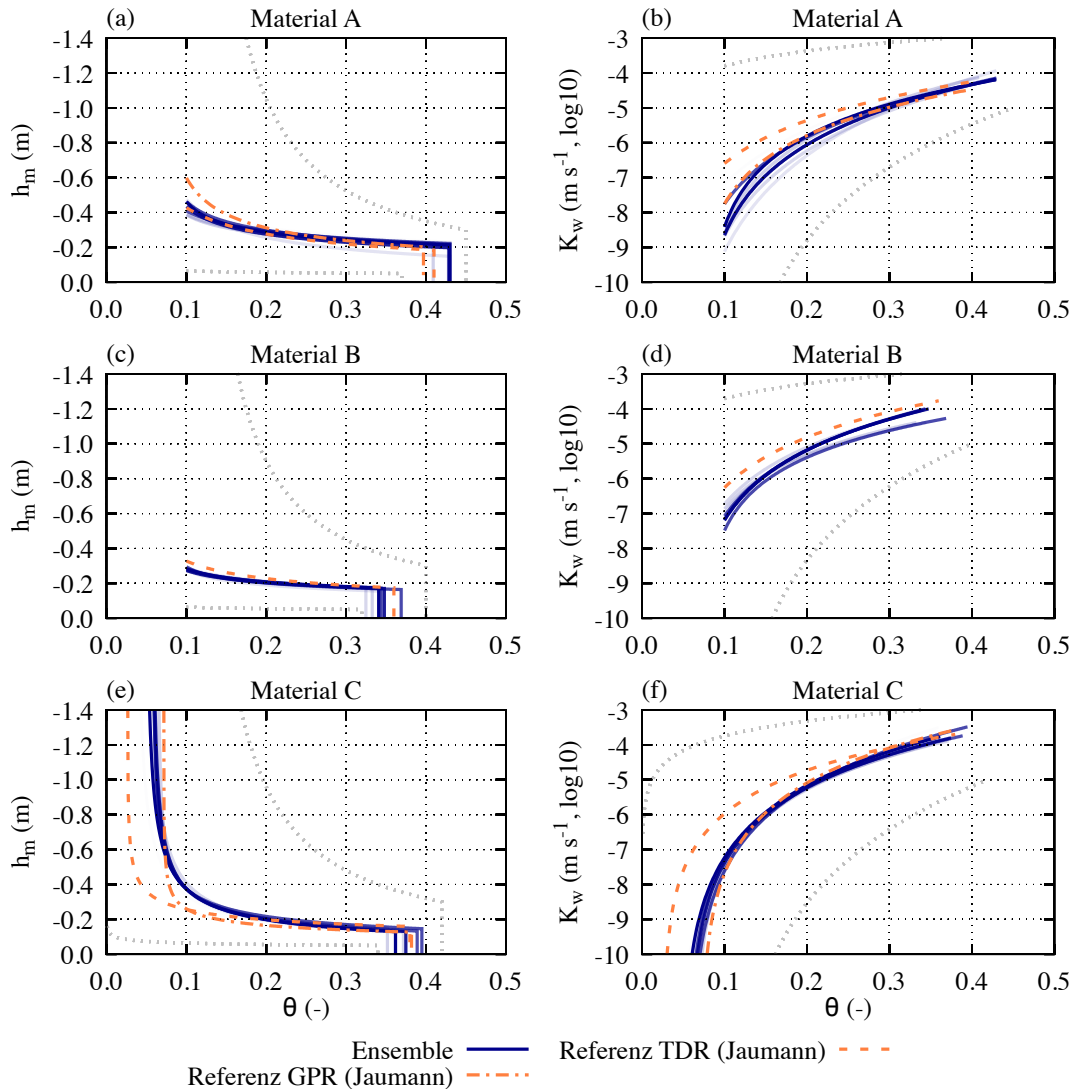 (a) Material A
-1.4
-1.2
-1.0
-0.8
-0.6
-0.4
-0.2
0.0
h_m (m)
0.0 0.1 0.2 0.3 0.4 0.5
(b) Material A
-3
-4
-5
-6
-7
-8
-9
-10
K_w (m s⁻¹, log10)
0.0 0.1 0.2 0.3 0.4 0.5
(c) Material B
-1.4
-1.2
-1.0
-0.8
-0.6
-0.4
-0.2
0.0
h_m (m)
0.0 0.1 0.2 0.3 0.4 0.5
(d) Material B
-3
-4
-5
-6
-7
-8
-9
-10
K_w (m s⁻¹, log10)
0.0 0.1 0.2 0.3 0.4 0.5
(e) Material C
-1.4
-1.2
-1.0
-0.8
-0.6
-0.4
-0.2
0.0
h_m (m)
0.0 0.1 0.2 0.3 0.4 0.5
θ (-)
(f) Material C
-3
-4
-5
-6
-7
-8
-9
-10
K_w (m s⁻¹, log10)
0.0 0.1 0.2 0.3 0.4 0.5
θ (-)
Ensemble
Referenz TDR (Jaumann)
Referenz GPR (Jaumann)